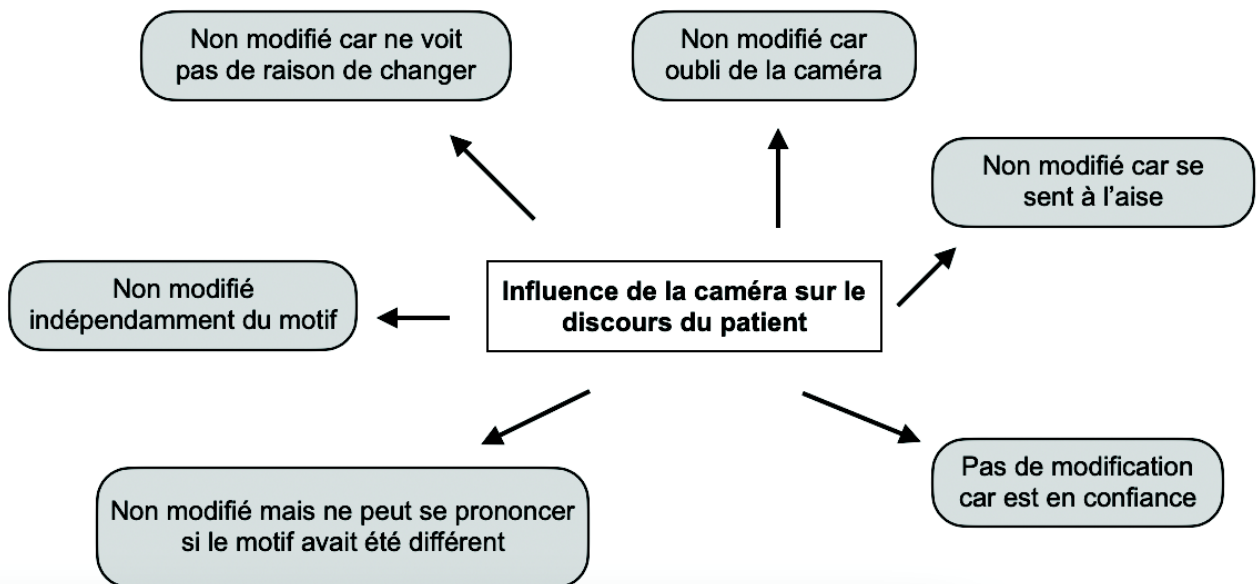 Non modifié car ne voit
pas de raison de changer
Non modifié car
oubli de la caméra
Non modifié car se
sent à l'aise
Non modifié
indépendamment du motif
Influence de la caméra sur le
discours du patient
Non modifié mais ne peut se prononcer
si le motif avait été différent
Pas de modification
car est en confiance